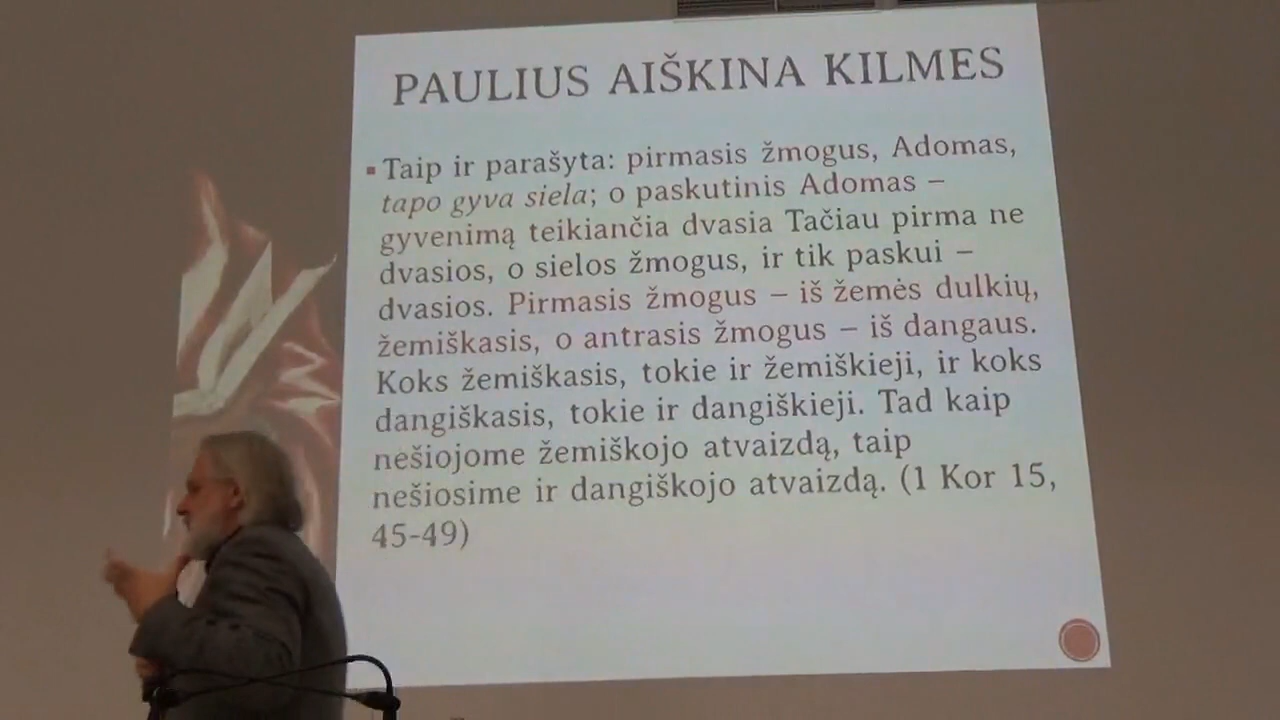 PAULIUS AIŠKINA KILMES
Taip ir parašyta: pirmasis žmogus, Adomas,
tapo gyva siela; o paskutinis Adomas –
gyvenimą teikiančia dvasia Tačiau pirma ne
dvasios, o sielos žmogus, ir tik paskui –
dvasios. Pirmasis žmogus – iš žemės dulkių,
žemiškasis, o antrasis žmogus – iš dangaus.
Koks žemiškasis, tokie ir žemiškieji, ir koks
dangiškasis, tokie ir dangiškieji. Tad kaip
nešiojome žemiškojo atvaizdą, taip
nešiosime ir dangiškojo atvaizdą. (1 Kor 15,
45-49)